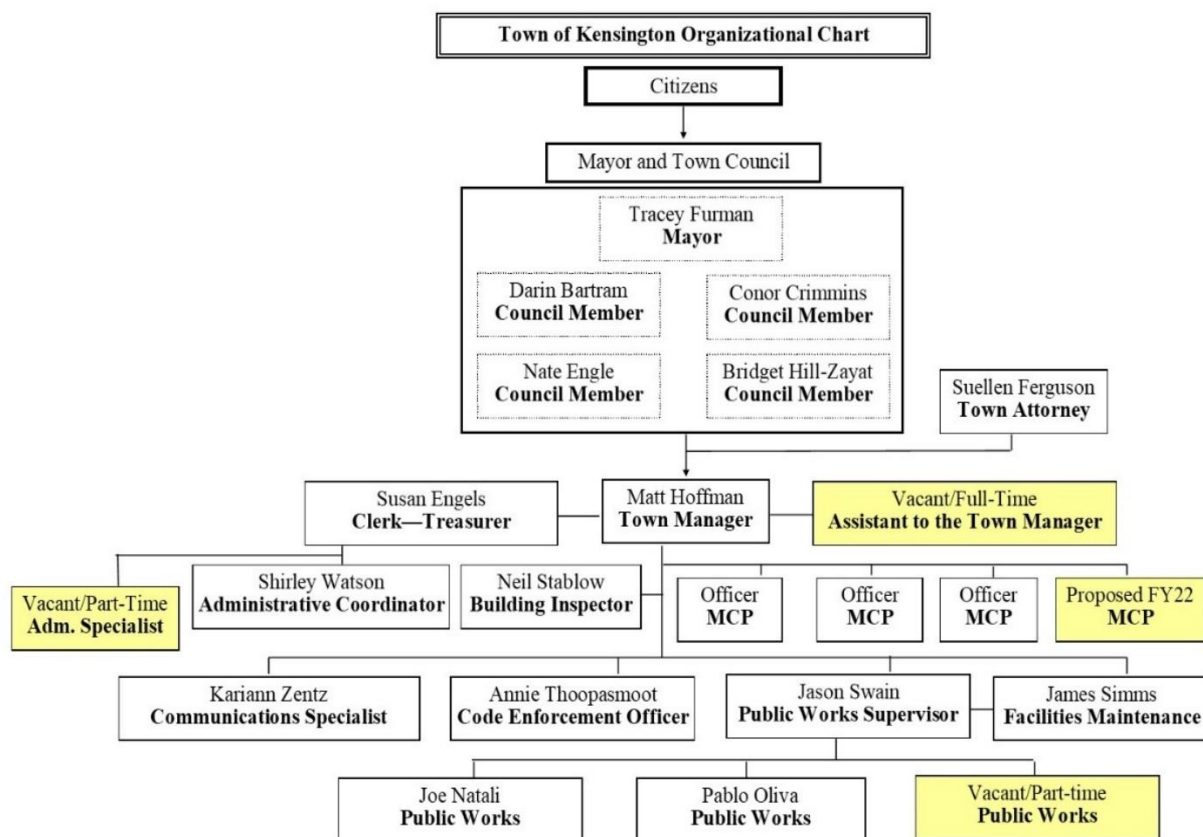 Town of Kensington Organizational Chart
Citizens
Mayor and Town Council
Tracey Furman
Mayor
Darin Bartram
Council Member
Conor Crimmins
Council Member
Nate Engle
Council Member
Bridget Hill-Zayat
Council Member
Suellen Ferguson
Town Attorney
Susan Engels
Clerk—Treasurer
Matt Hoffman
Town Manager
Vacant/Full-Time
Assistant to the Town Manager
Vacant/Part-Time
Adm. Specialist
Shirley Watson
Administrative Coordinator
Neil Stablow
Building Inspector
Officer
MCP
Officer
MCP
Officer
MCP
Proposed FY22
MCP
Kariann Zentz
Communications Specialist
Annie Thoopasmoot
Code Enforcement Officer
Jason Swain
Public Works Supervisor
James Simms
Facilities Maintenance
Joe Natali
Public Works
Pablo Oliva
Public Works
Vacant/Part-time
Public Works